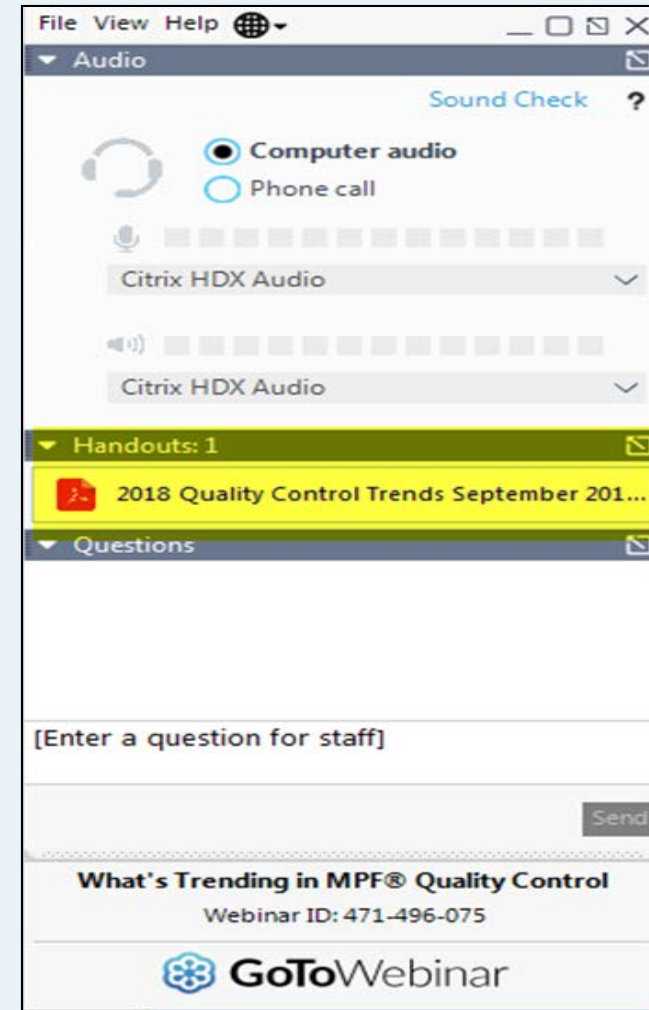 File View Help
Audio
Sound Check ?
Computer audio
Phone call
Citrix HDX Audio
Citrix HDX Audio
Handouts: 1
2018 Quality Control Trends September 201...
Questions
[Enter a question for staff]
Send
What's Trending in MPF® Quality Control
Webinar ID: 471-496-075
GoToWebinar